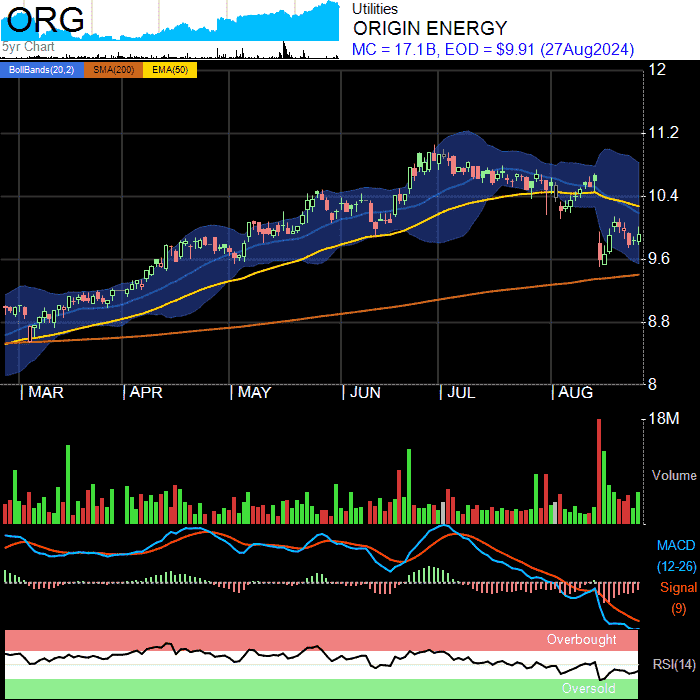 ORG
5yr Chart
Utilities
ORIGIN ENERGY
MC = 17.1B, EOD = $9.91 (27Aug2024)
BollBands(20,2) SMA(200) EMA(50)
12
11.2
10.4
9.6
8.8
8
| MAR | APR | MAY | JUN | JUL | AUG
18M
Volume
MACD
(12-26)
Signal
(9)
Overbought
RSI(14)
Oversold